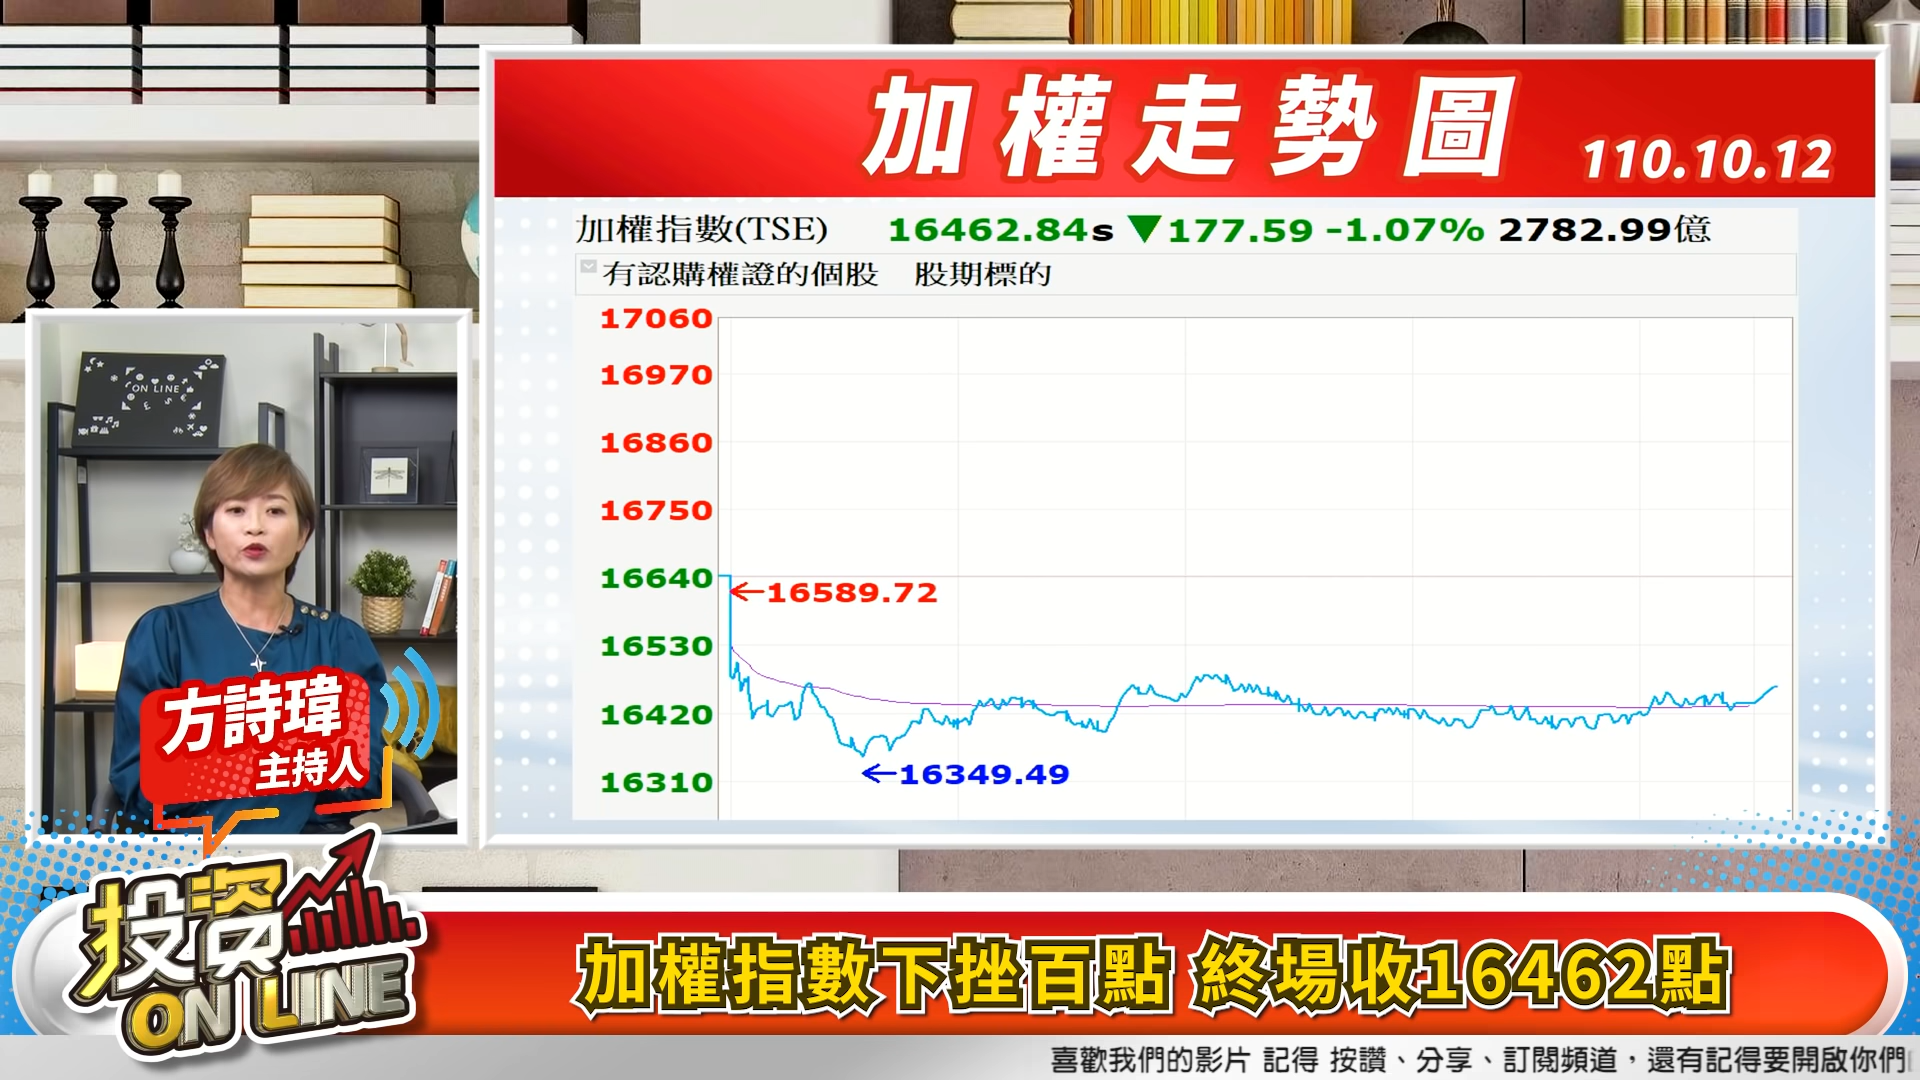 加權走勢圖
110.10.12
加權指數(TSE) 16462.84s ▼177.59 -1.07% 2782.99億
有認購權證的個股 股期標的
17060
16970
16860
16750
16640
←16589.72
16530
16420
16310
←16349.49
ON LINE
方詩瑋
主持人
投資
ON LINE
加權指數下挫百點 終場收16462點
喜歡我們的影片 記得 按讚、分享、訂閱頻道，還有記得要開啟你們